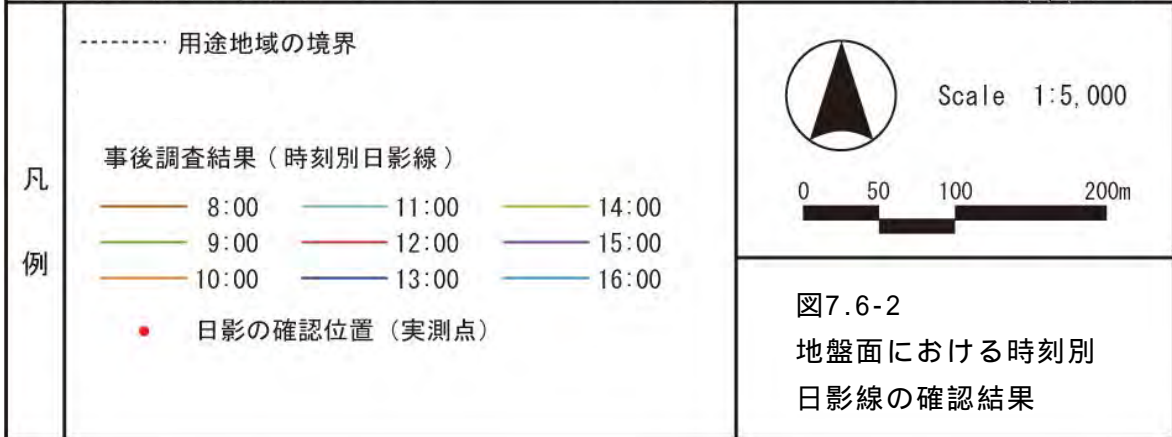 凡例
用途地域の境界
事後調査結果（時刻別日影線）
8:00 11:00 14:00
9:00 12:00 15:00
10:00 13:00 16:00
日影の確認位置（実測点）
Scale 1:5,000
0 50 100 200m
図7.6-2
地盤面における時刻別
日影線の確認結果